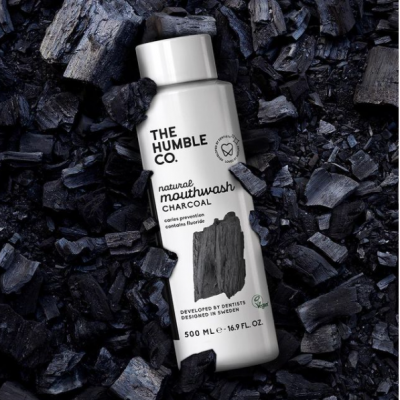 THE
HUMBLE
CO.
natural
mouthwash
CHARCOAL
caries prevention
contains fluoride
DEVELOPED BY DENTISTS
DESIGNED IN SWEDEN
Vegan
500 ML ℮ - 16.9 FL.OZ.